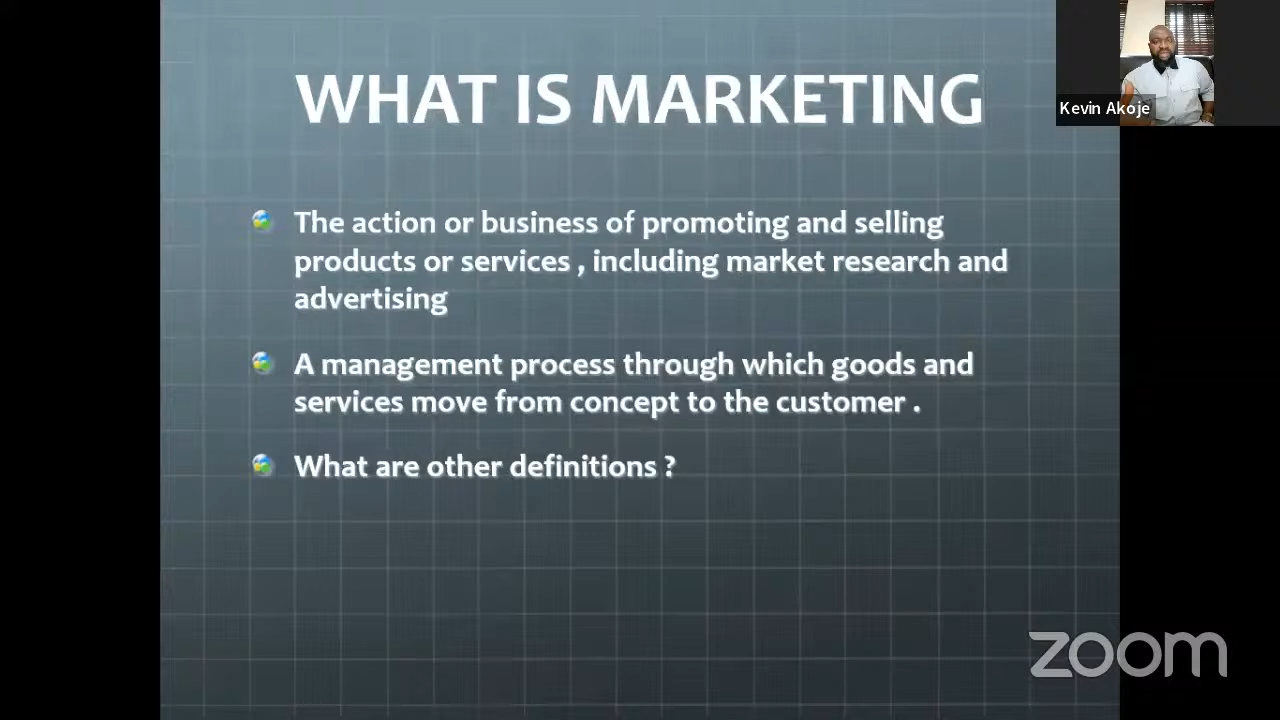 WHAT IS MARKETING
Kevin Akoje
The action or business of promoting and selling
products or services , including market research and
advertising
A management process through which goods and
services move from concept to the customer .
What are other definitions ?
zoom